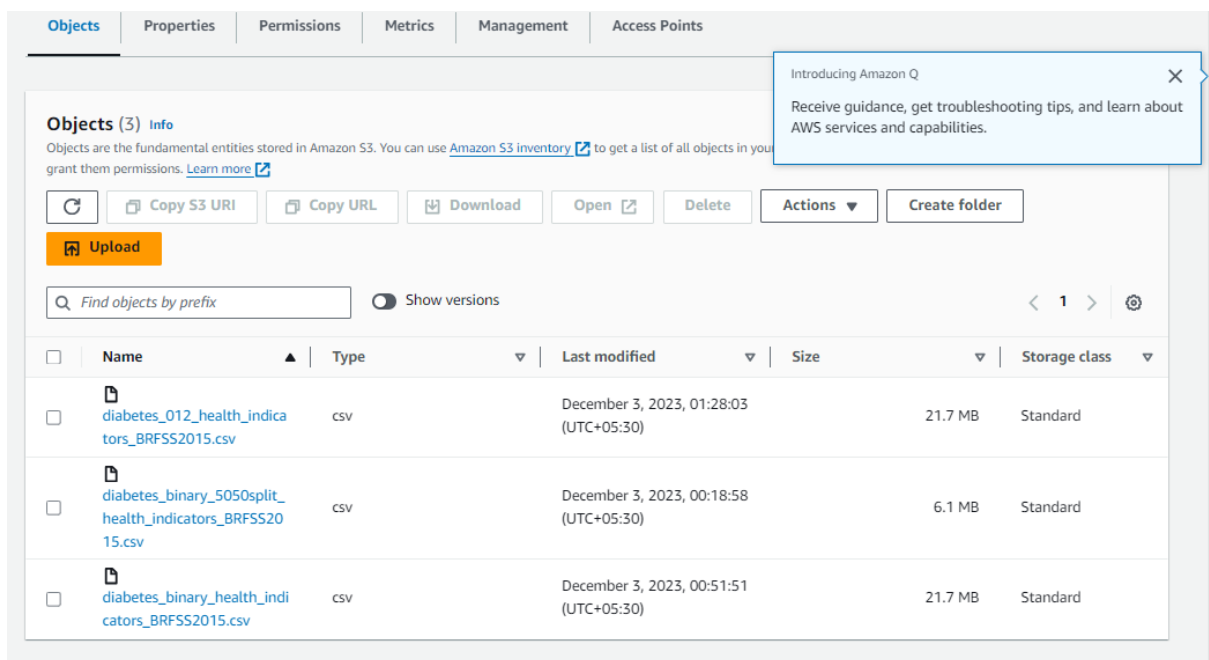 Objects Properties Permissions Metrics Management Access Points
Introducing Amazon Q
Receive guidance, get troubleshooting tips, and learn about
AWS services and capabilities.
Objects (3) Info
Objects are the fundamental entities stored in Amazon S3. You can use Amazon S3 inventory to get a list of all objects in your
grant them permissions. Learn more
Copy S3 URI Copy URL Download Open Delete Actions Create folder
Upload
Find objects by prefix Show versions 1
Name Type Last modified Size Storage class
diabetes_012_health_indica
tors_BRFSS2015.csv
csv
December 3, 2023, 01:28:03
(UTC+05:30)
21.7 MB
Standard
diabetes_binary_5050split_
health_indicators_BRFSS20
15.csv
csv
December 3, 2023, 00:18:58
(UTC+05:30)
6.1 MB
Standard
diabetes_binary_health_indi
cators_BRFSS2015.csv
csv
December 3, 2023, 00:51:51
(UTC+05:30)
21.7 MB
Standard